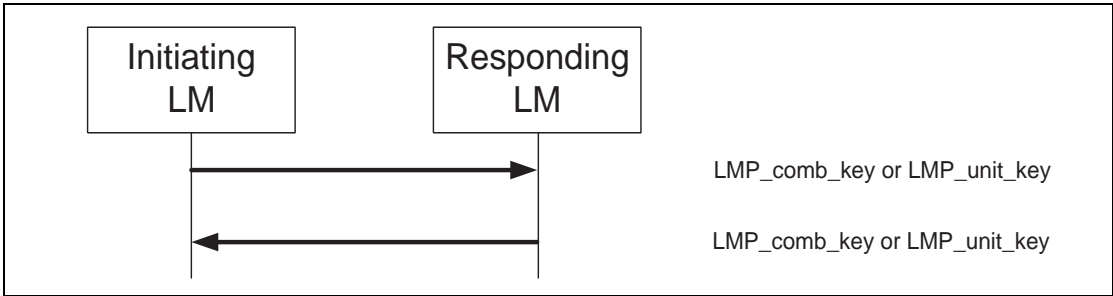 Initiating
LM
Responding
LM
LMP_comb_key or LMP_unit_key
LMP_comb_key or LMP_unit_key